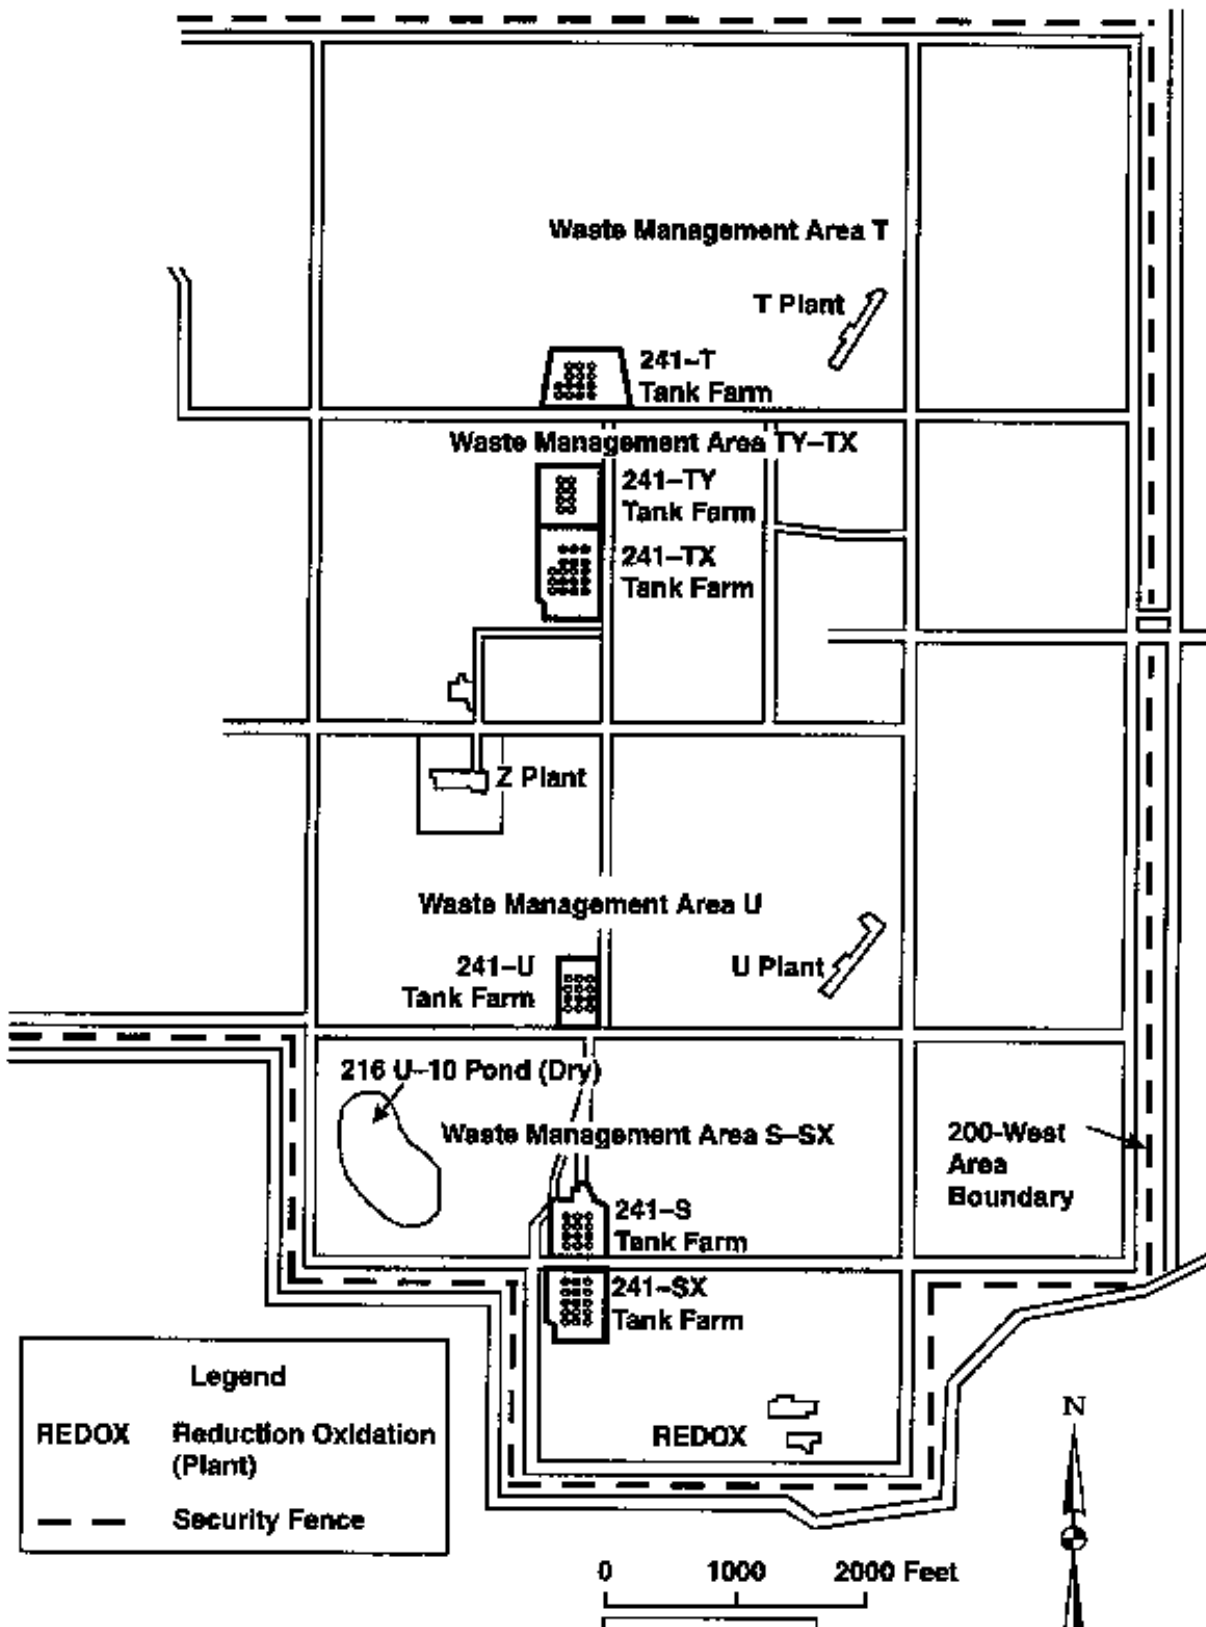 Waste Management Area T
T Plant
241–T
Tank Farm
Waste Management Area TY–TX
241–TY
Tank Farm
241–TX
Tank Farm
Z Plant
Waste Management Area U
241–U
Tank Farm
U Plant
216 U–10 Pond (Dry)
Waste Management Area S–SX
200-West
Area
Boundary
241–S
Tank Farm
241–SX
Tank Farm
REDOX
Legend
REDOX Reduction Oxidation
(Plant)
Security Fence
N
0 1000 2000 Feet